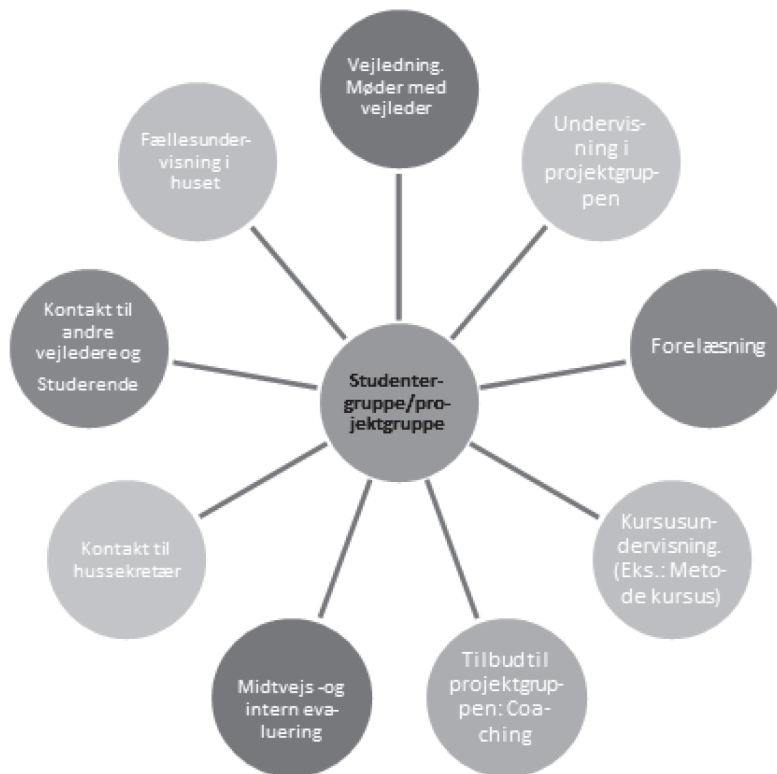 Vejledning.
Møder med
vejleder
Undervis-
ning i
projektgrup-
pen
Forelæsning
Kursusun-
dervisning.
(Eks.: Meto-
de kursus)
Tilbud til
projektgrup-
pen: Coa-
ching
Midtvejs -og
intern eva-
luering
Kontakt til
hussekretær
Kontakt til
andre
vejledere og
Studerende
Fællesunder-
visning i
huset
Studenter-
gruppe/pro-
jektgruppe